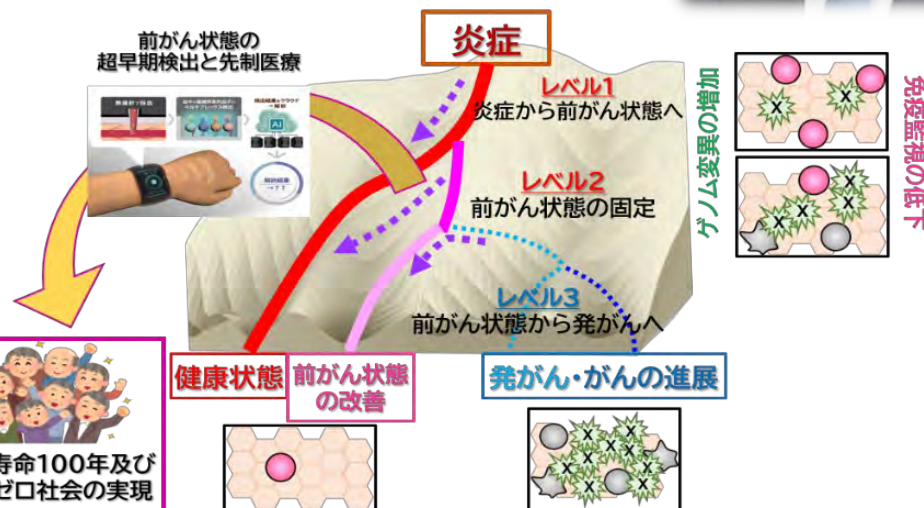 前がん状態の
超早期検出と先制医療
AI
炎症
レベル1
炎症から前がん状態へ
レベル2
前がん状態の固定
レベル3
前がん状態から発がんへ
ゲノム変異の増加
免疫監視の低下
X
X
X
X
X
X
健康状態
前がん状態
の改善
発がん・がんの進展
寿命100年及び
ゼロ社会の実現
X
X
X
X
X
X
X
X
X